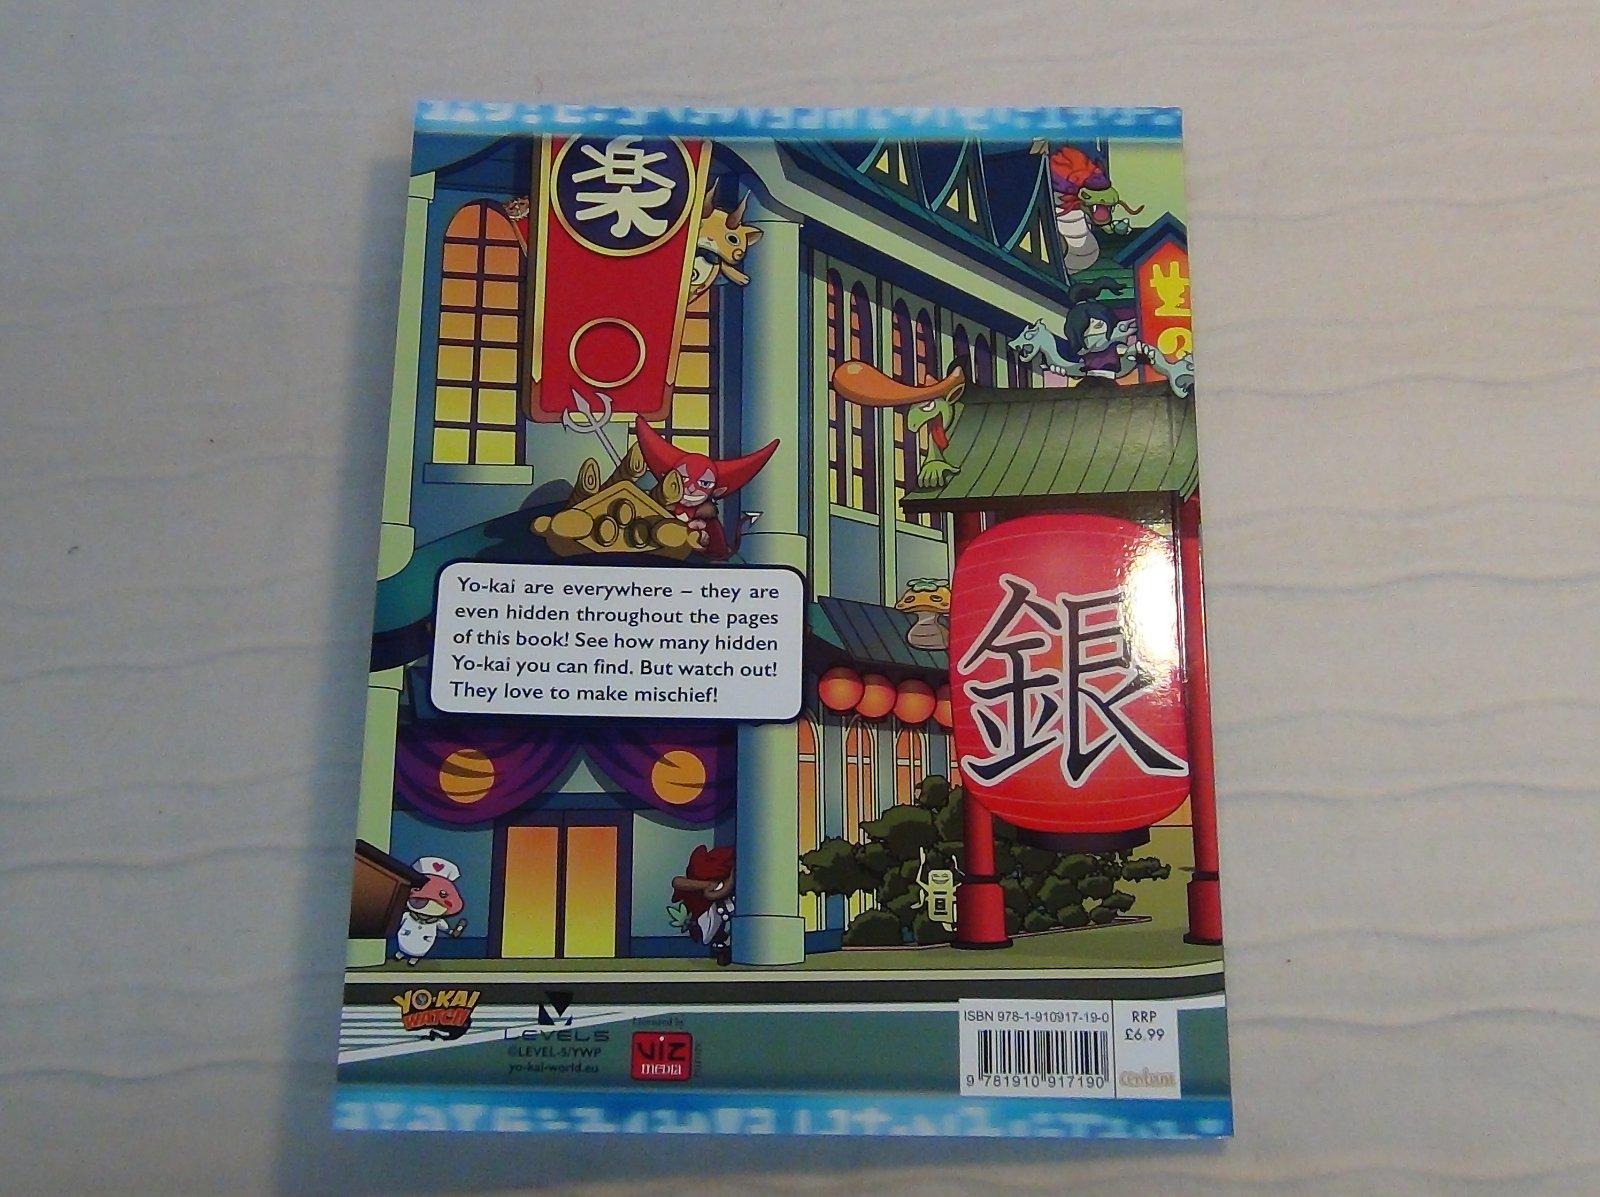 楽
Yo-kai are everywhere – they are
even hidden throughout the pages
of this book! See how many hidden
Yo-kai you can find. But watch out!
They love to make mischief!
銀
YO-KAI
WATCH
LEVEL5
©LEVEL-5/YWP
yo-kai-world.eu
Licensed by
VIZ
MEDIA
ISBN 978-1-910917-19-0
9 781910 917190
RRP
£6.99
centum